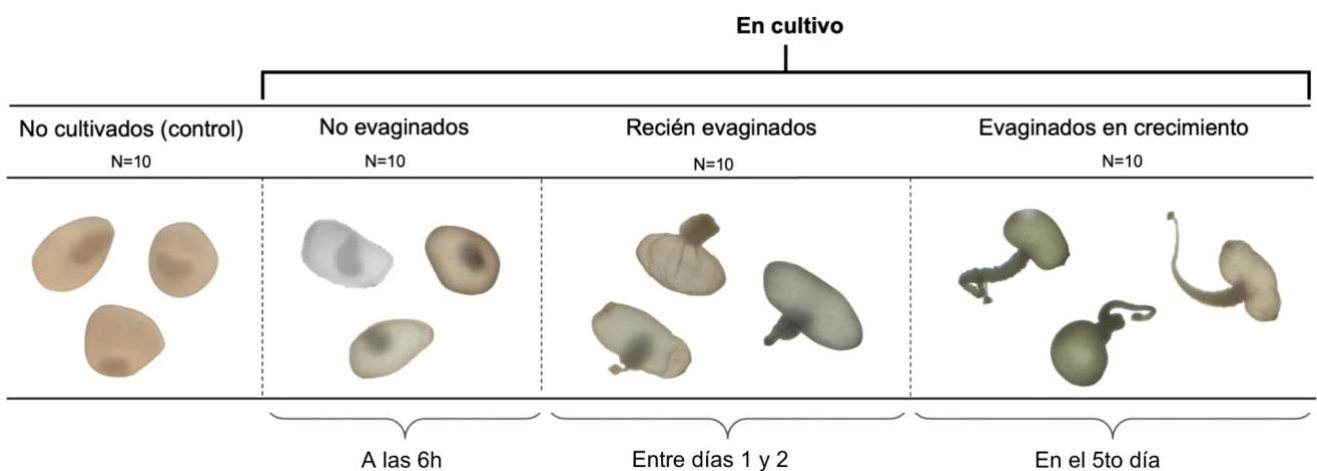 En cultivo
No cultivados (control)
N=10
No evaginados
N=10
Recién evaginados
N=10
Evaginados en crecimiento
N=10
A las 6h
Entre días 1 y 2
En el 5to día